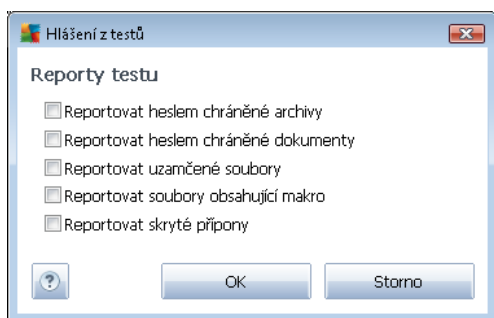 Hlášení z testů
Reporty testu
Reportovat heslem chráněné archivy
Reportovat heslem chráněné dokumenty
Reportovat uzamčené soubory
Reportovat soubory obsahující makro
Reportovat skryté přípony
?
OK
Storno